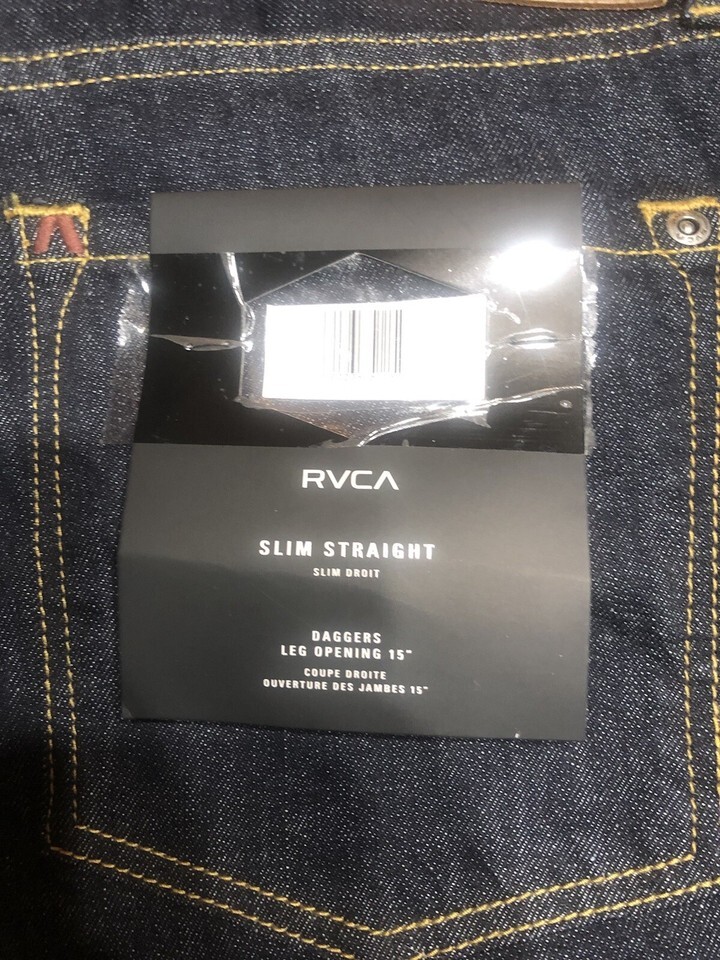 RVCA
SLIM STRAIGHT
SLIM DROIT
DAGGERS
LEG OPENING 15"
COUPE DROITE
OUVERTURE DES JAMBES 15"